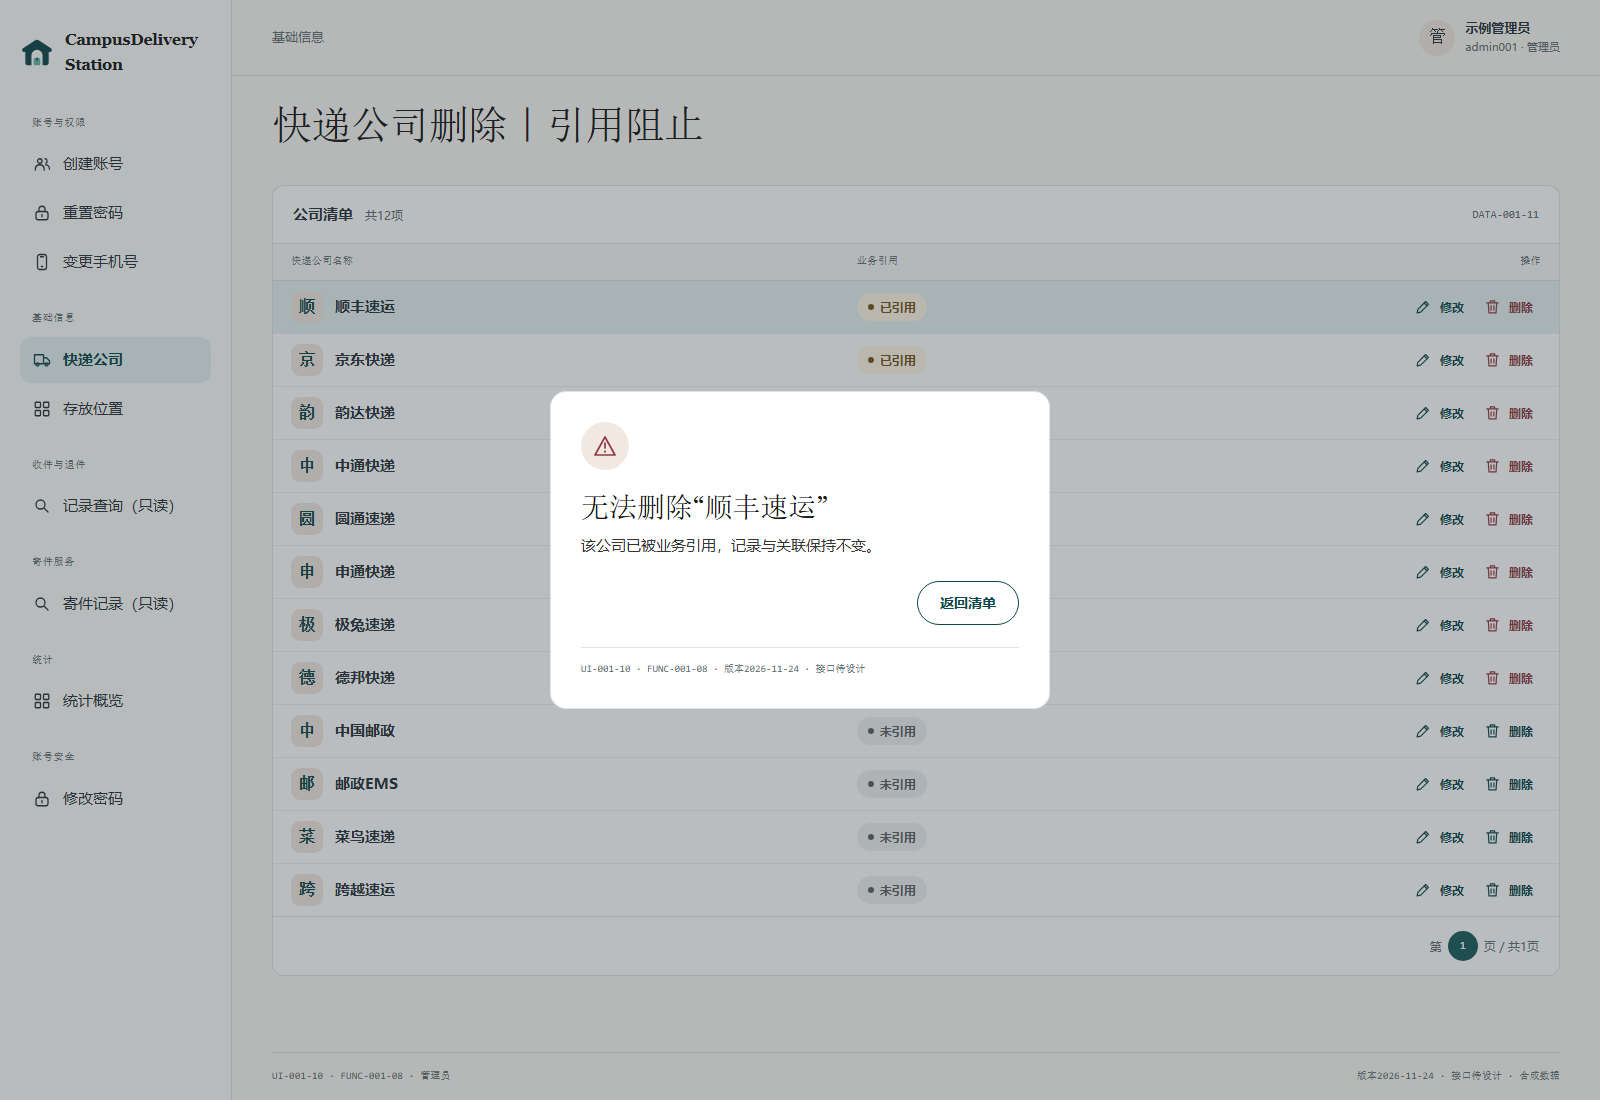 CampusDelivery
Station
账号与权限
创建账号
重置密码
变更手机号
基础信息
快递公司
存放位置
收件与退件
记录查询（只读）
寄件服务
寄件记录（只读）
统计
统计概览
账号安全
修改密码
基础信息
管
示例管理员
admin001 · 管理员
快递公司删除丨引用阻止
公司清单 共12项
DATA-001-11
快递公司名称 业务引用 操作
顺 顺丰速运 已引用 修改 删除
京 京东快递 已引用 修改 删除
韵 韵达快递 修改 删除
中 中通快递 修改 删除
圆 圆通速递 修改 删除
申 申通快递 修改 删除
极 极兔速递 修改 删除
德 德邦快递 修改 删除
中 中国邮政 未引用 修改 删除
邮 邮政EMS 未引用 修改 删除
菜 菜鸟速递 未引用 修改 删除
跨 跨越速运 未引用 修改 删除
第 1 页 / 共1页
无法删除“顺丰速运”
该公司已被业务引用，记录与关联保持不变。
返回清单
UI-001-10 · FUNC-001-08 · 版本2026-11-24 · 接口待设计
UI-001-10 · FUNC-001-08 · 管理员
版本2026-11-24 · 接口待设计 · 合成数据